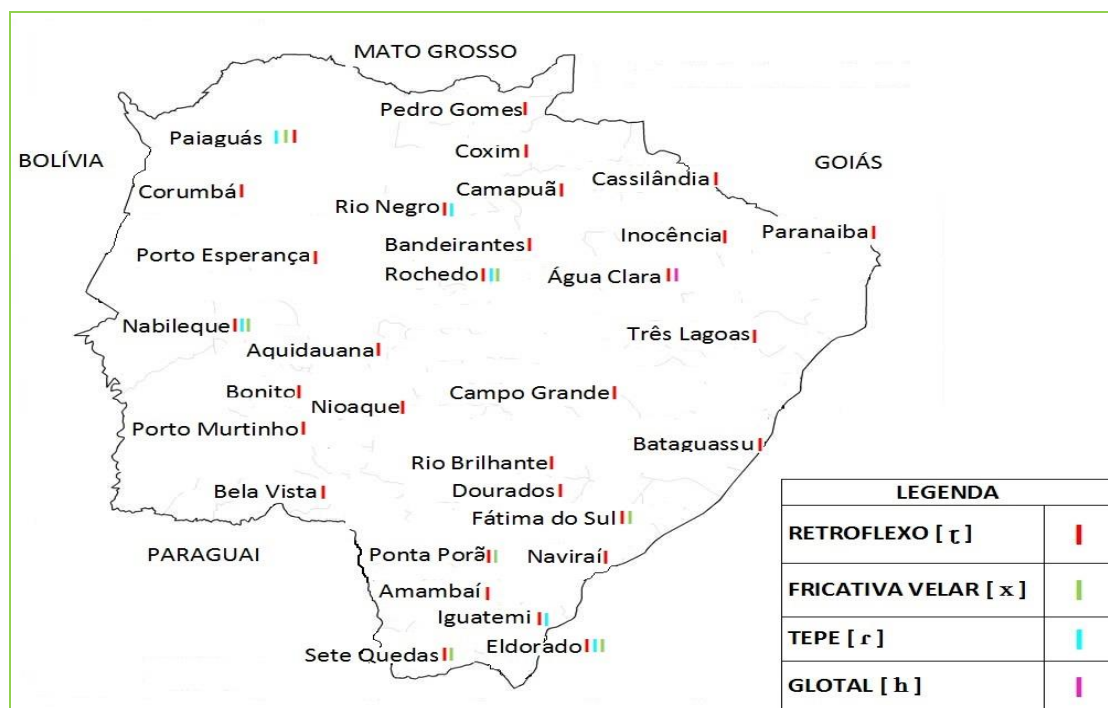 MATO GROSSO
Pedro Gomes
Paiaguás
BOLÍVIA
Coxim
GOIÁS
Cassilândia
Corumbá
Camapuã
Rio Negro
Paranaiba
Inocência
Bandeirantes
Porto Esperança
Rochedo
Água Clara
Nabileque
Três Lagoas
Aquidauana
Bonito
Campo Grande
Nioaque
Porto Murtinho
Bataguassu
Rio Brilhante
Bela Vista
Dourados
Fátima do Sul
PARAGUAI
Ponta Porã
Naviraí
Amambaí
Iguatemi
Eldorado
Sete Quedas
LEGENDA
RETROFLEXO [ ɽ ]
FRICATIVA VELAR [ x ]
TEPE [ ɾ ]
GLOTAL [ h ]